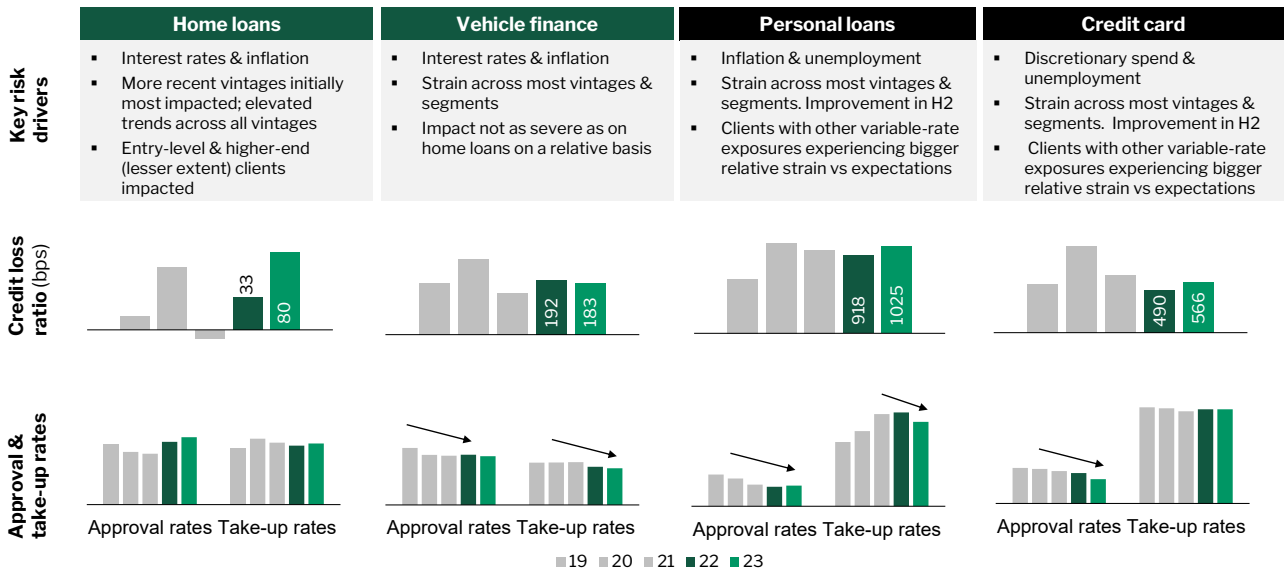 Home loans
Vehicle finance
Personal loans
Credit card
Key risk
drivers
▪ Interest rates & inflation
▪ More recent vintages initially
most impacted; elevated
trends across all vintages
▪ Entry-level & higher-end
(lesser extent) clients
impacted
▪ Interest rates & inflation
▪ Strain across most vintages &
segments
▪ Impact not as severe as on
home loans on a relative basis
▪ Inflation & unemployment
▪ Strain across most vintages &
segments. Improvement in H2
▪ Clients with other variable-rate
exposures experiencing bigger
relative strain vs expectations
▪ Discretionary spend &
unemployment
▪ Strain across most vintages &
segments. Improvement in H2
▪ Clients with other variable-rate
exposures experiencing bigger
relative strain vs expectations
Credit loss
ratio (bps)
33
80
192
183
918
1025
490
566
Approval &
take-up rates
Approval rates Take-up rates
Approval rates Take-up rates
Approval rates Take-up rates
Approval rates Take-up rates
19 20 21 22 23